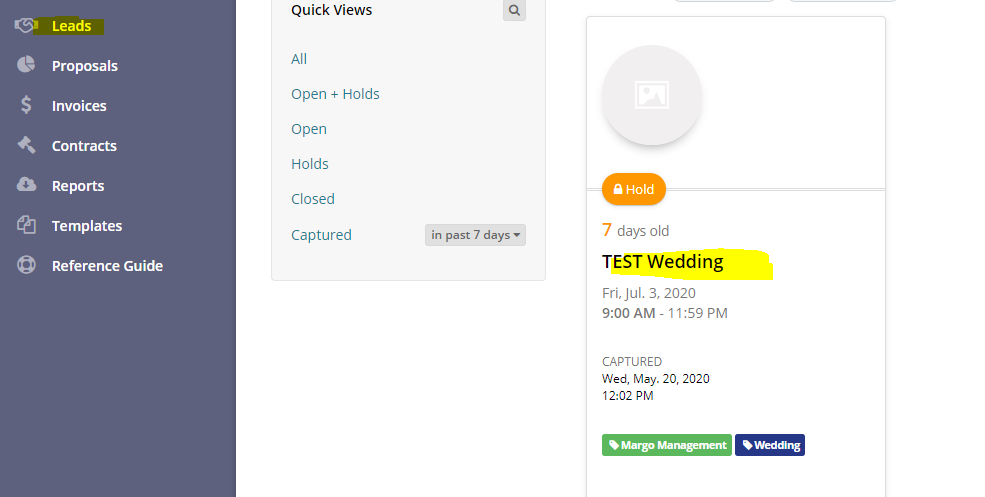 Leads
Proposals
Invoices
Contracts
Reports
Templates
Reference Guide
Quick Views
All
Open + Holds
Open
Holds
Closed
Captured in past 7 days
Hold
7 days old
TEST Wedding
Fri, Jul. 3, 2020
9:00 AM - 11:59 PM
CAPTURED
Wed, May. 20, 2020
12:02 PM
Margo Management Wedding